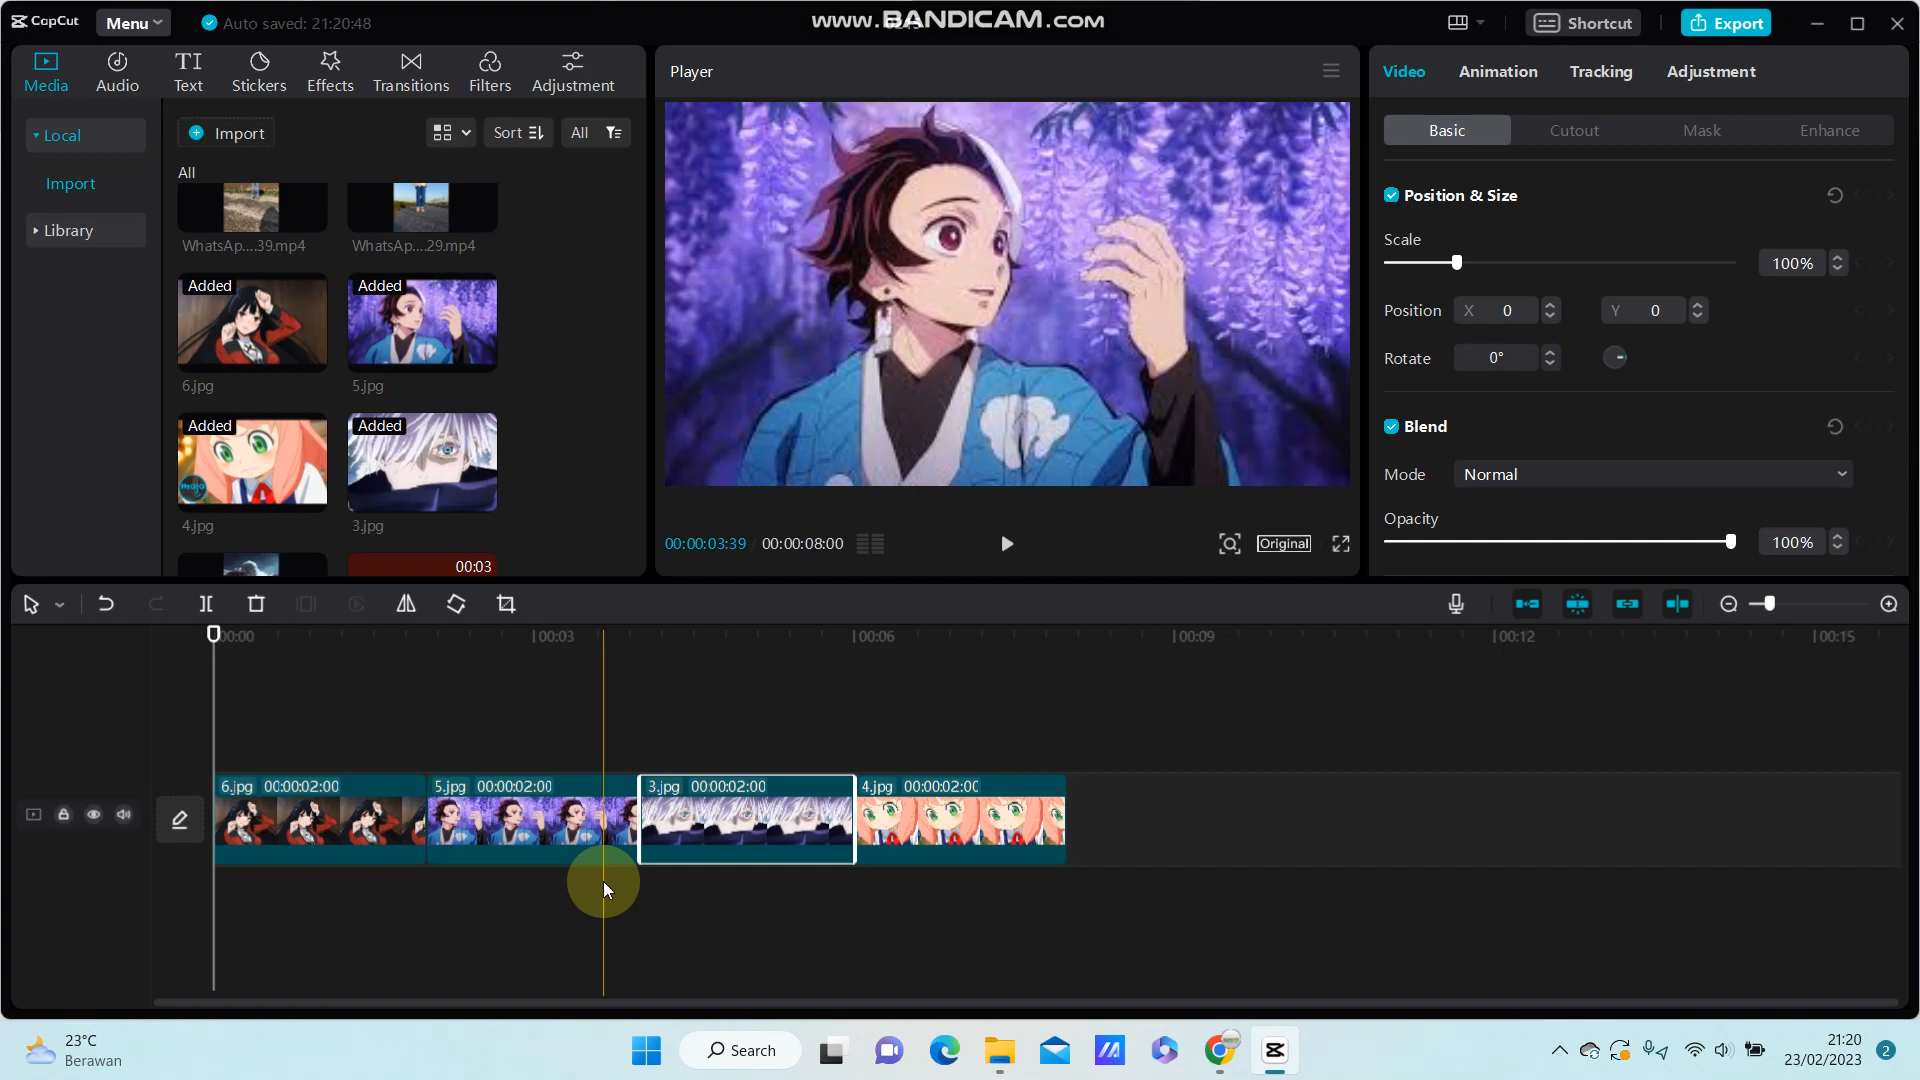 CapCut
Menu
Auto saved: 21:20:48
www.BANDICAM.com
Shortcut
Export
Media
Audio
TI
Text
Stickers
Effects
Transitions
Filters
Adjustment
Local
Import
Library
Import
Sort
All
All
WhatsAp....39.mp4
WhatsAp....29.mp4
Added
6.jpg
Added
5.jpg
Added
mojo
4.jpg
Added
3.jpg
00:03
Player
00:00:03:39
00:00:08:00
Original
Video
Animation
Tracking
Adjustment
Basic
Cutout
Mask
Enhance
Position & Size
Scale
100%
Position
X 0
Y 0
Rotate
0°
Blend
Mode
Normal
Opacity
100%
00:00
00:03
00:06
00:09
00:12
00:15
6.jpg 00:00:02:00
5.jpg 00:00:02:00
3.jpg 00:00:02:00
4.jpg 00:00:02:00
23°C
Berawan
Search
21:20
23/02/2023
2